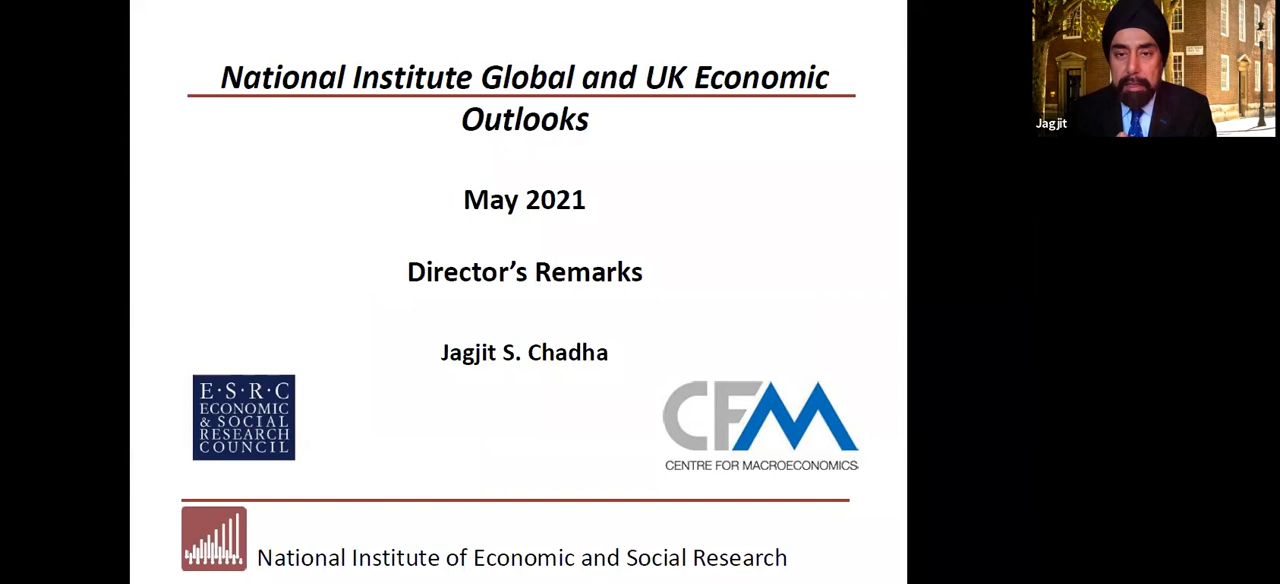 National Institute Global and UK Economic
Outlooks
May 2021
Director's Remarks
Jagjit S. Chadha
E·S·R·C
ECONOMIC
& SOCIAL
RESEARCH
COUNCIL
CFM
CENTRE FOR MACROECONOMICS
National Institute of Economic and Social Research
Jagjit